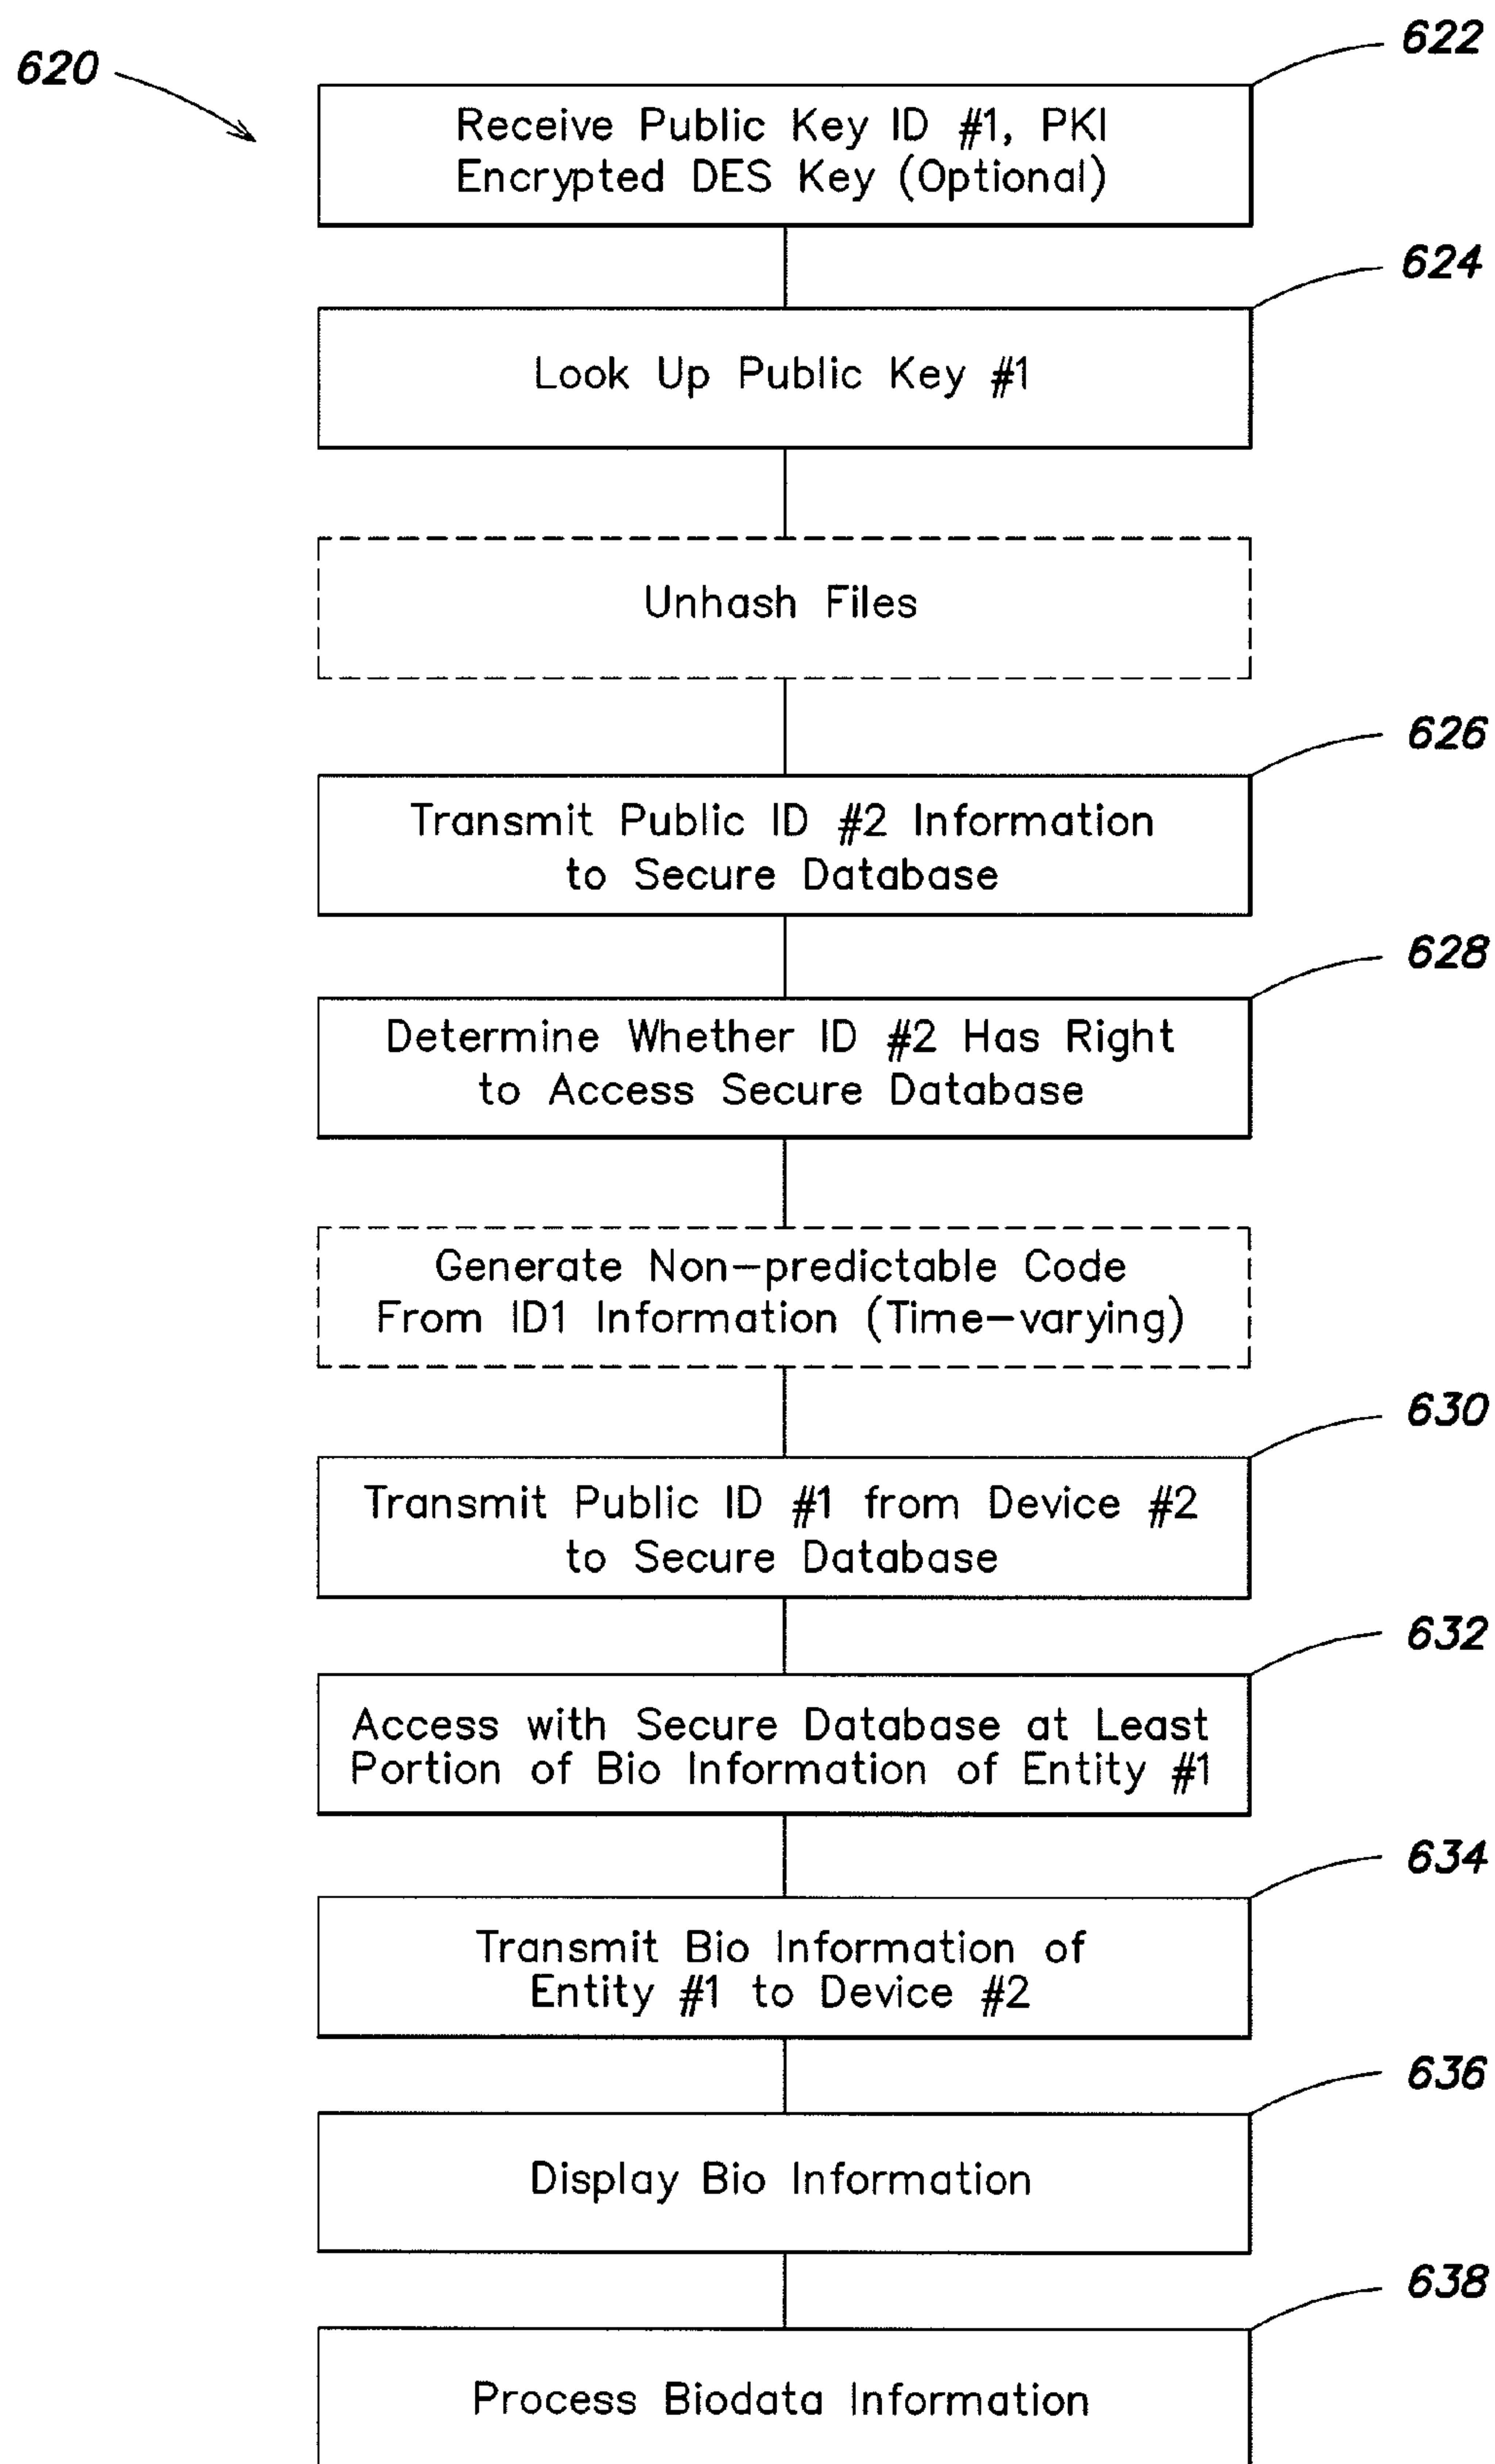 620
622
Receive Public Key ID #1, PKI
Encrypted DES Key (Optional)
624
Look Up Public Key #1
Unhash Files
626
Transmit Public ID #2 Information
to Secure Database
628
Determine Whether ID #2 Has Right
to Access Secure Database
Generate Non-predictable Code
From ID1 Information (Time-varying)
630
Transmit Public ID #1 from Device #2
to Secure Database
632
Access with Secure Database at Least
Portion of Bio Information of Entity #1
634
Transmit Bio Information of
Entity #1 to Device #2
636
Display Bio Information
638
Process Biodata Information